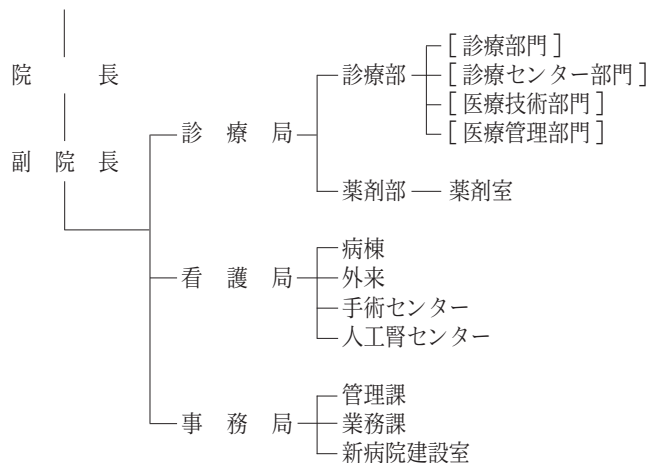 院長
副院長
診療局
診療部
[診療部門]
[診療センター部門]
[医療技術部門]
[医療管理部門]
薬剤部
薬剤室
看護局
病棟
外来
手術センター
人工腎センター
事務局
管理課
業務課
新病院建設室